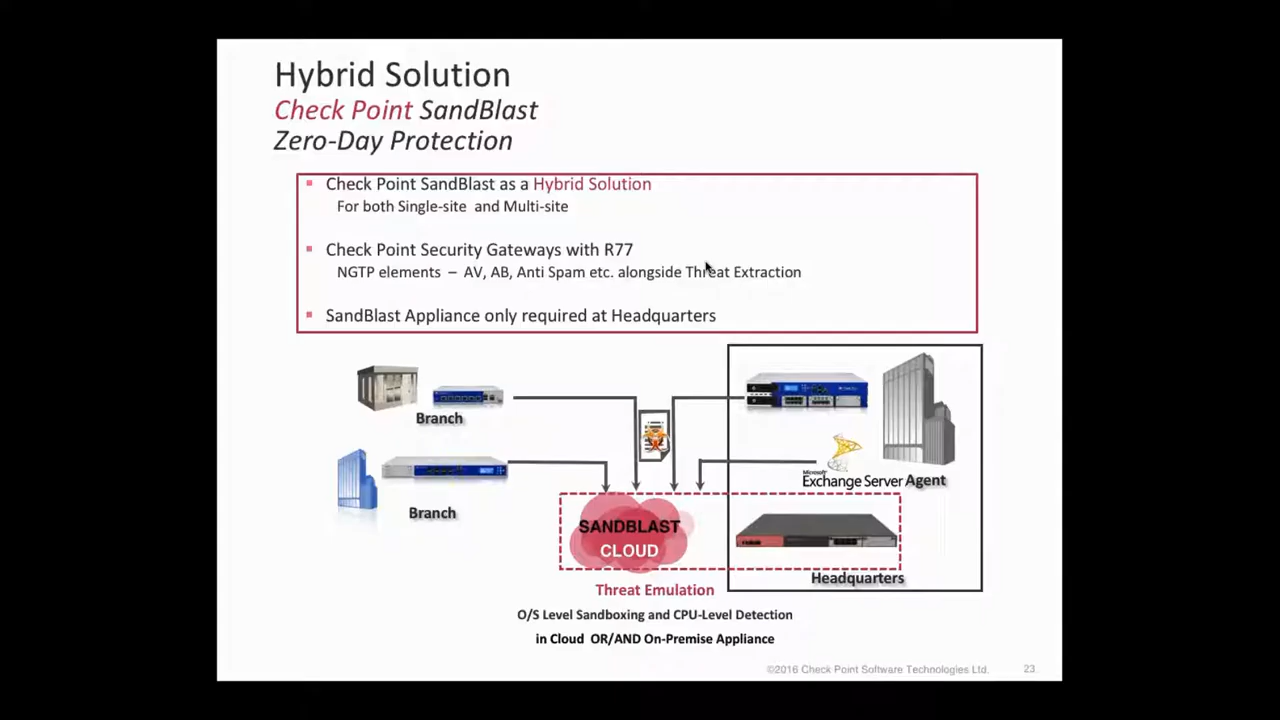 Hybrid Solution
Check Point SandBlast
Zero-Day Protection
Check Point SandBlast as a Hybrid Solution
For both Single-site and Multi-site
Check Point Security Gateways with R77
NGTP elements – AV, AB, Anti Spam etc. alongside Threat Extraction
SandBlast Appliance only required at Headquarters
Branch
Branch
Microsoft
Exchange Server Agent
SANDBLAST
CLOUD
Headquarters
Threat Emulation
O/S Level Sandboxing and CPU-Level Detection
in Cloud OR/AND On-Premise Appliance
©2016 Check Point Software Technologies Ltd. 23